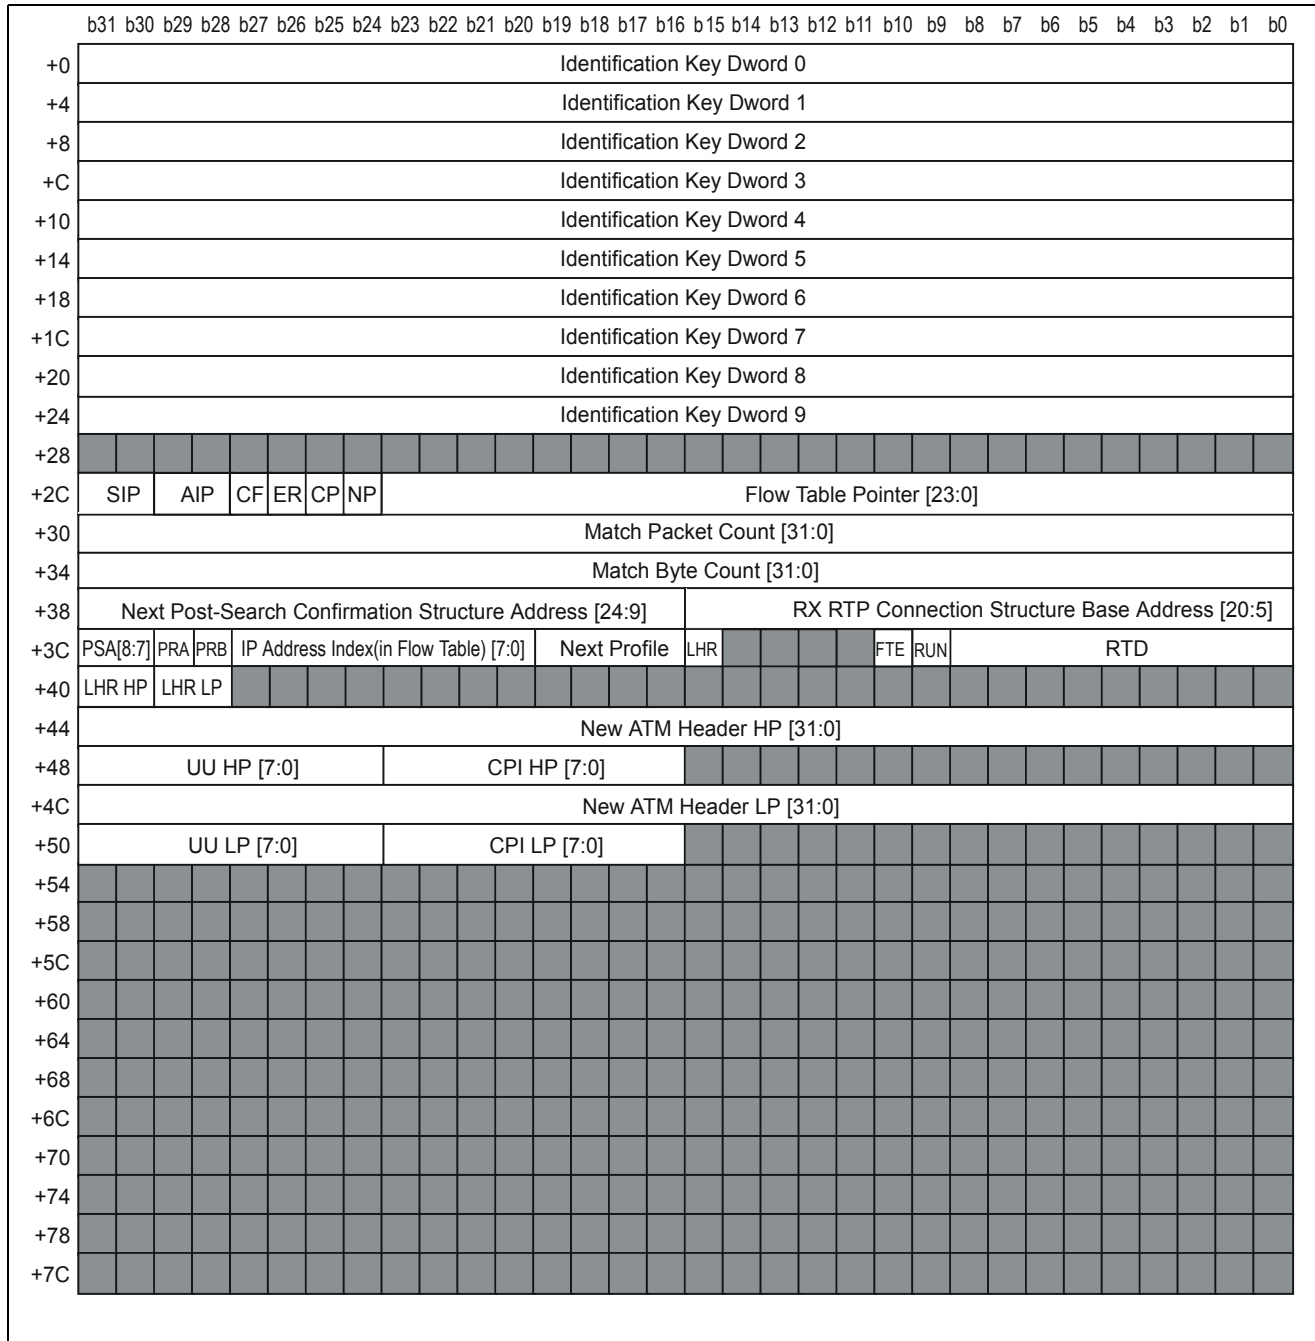 b31 b30 b29 b28 b27 b26 b25 b24 b23 b22 b21 b20 b19 b18 b17 b16 b15 b14 b13 b12 b11 b10 b9 b8 b7 b6 b5 b4 b3 b2 b1 b0
+0 Identification Key Dword 0
+4 Identification Key Dword 1
+8 Identification Key Dword 2
+C Identification Key Dword 3
+10 Identification Key Dword 4
+14 Identification Key Dword 5
+18 Identification Key Dword 6
+1C Identification Key Dword 7
+20 Identification Key Dword 8
+24 Identification Key Dword 9
+28
+2C SIP AIP CF ER CP NP Flow Table Pointer [23:0]
+30 Match Packet Count [31:0]
+34 Match Byte Count [31:0]
+38 Next Post-Search Confirmation Structure Address [24:9] RX RTP Connection Structure Base Address [20:5]
+3C PSA[8:7] PRA PRB IP Address Index(in Flow Table) [7:0] Next Profile LHR FTE RUN RTD
+40 LHR HP LHR LP
+44 New ATM Header HP [31:0]
+48 UU HP [7:0] CPI HP [7:0]
+4C New ATM Header LP [31:0]
+50 UU LP [7:0] CPI LP [7:0]
+54
+58
+5C
+60
+64
+68
+6C
+70
+74
+78
+7C